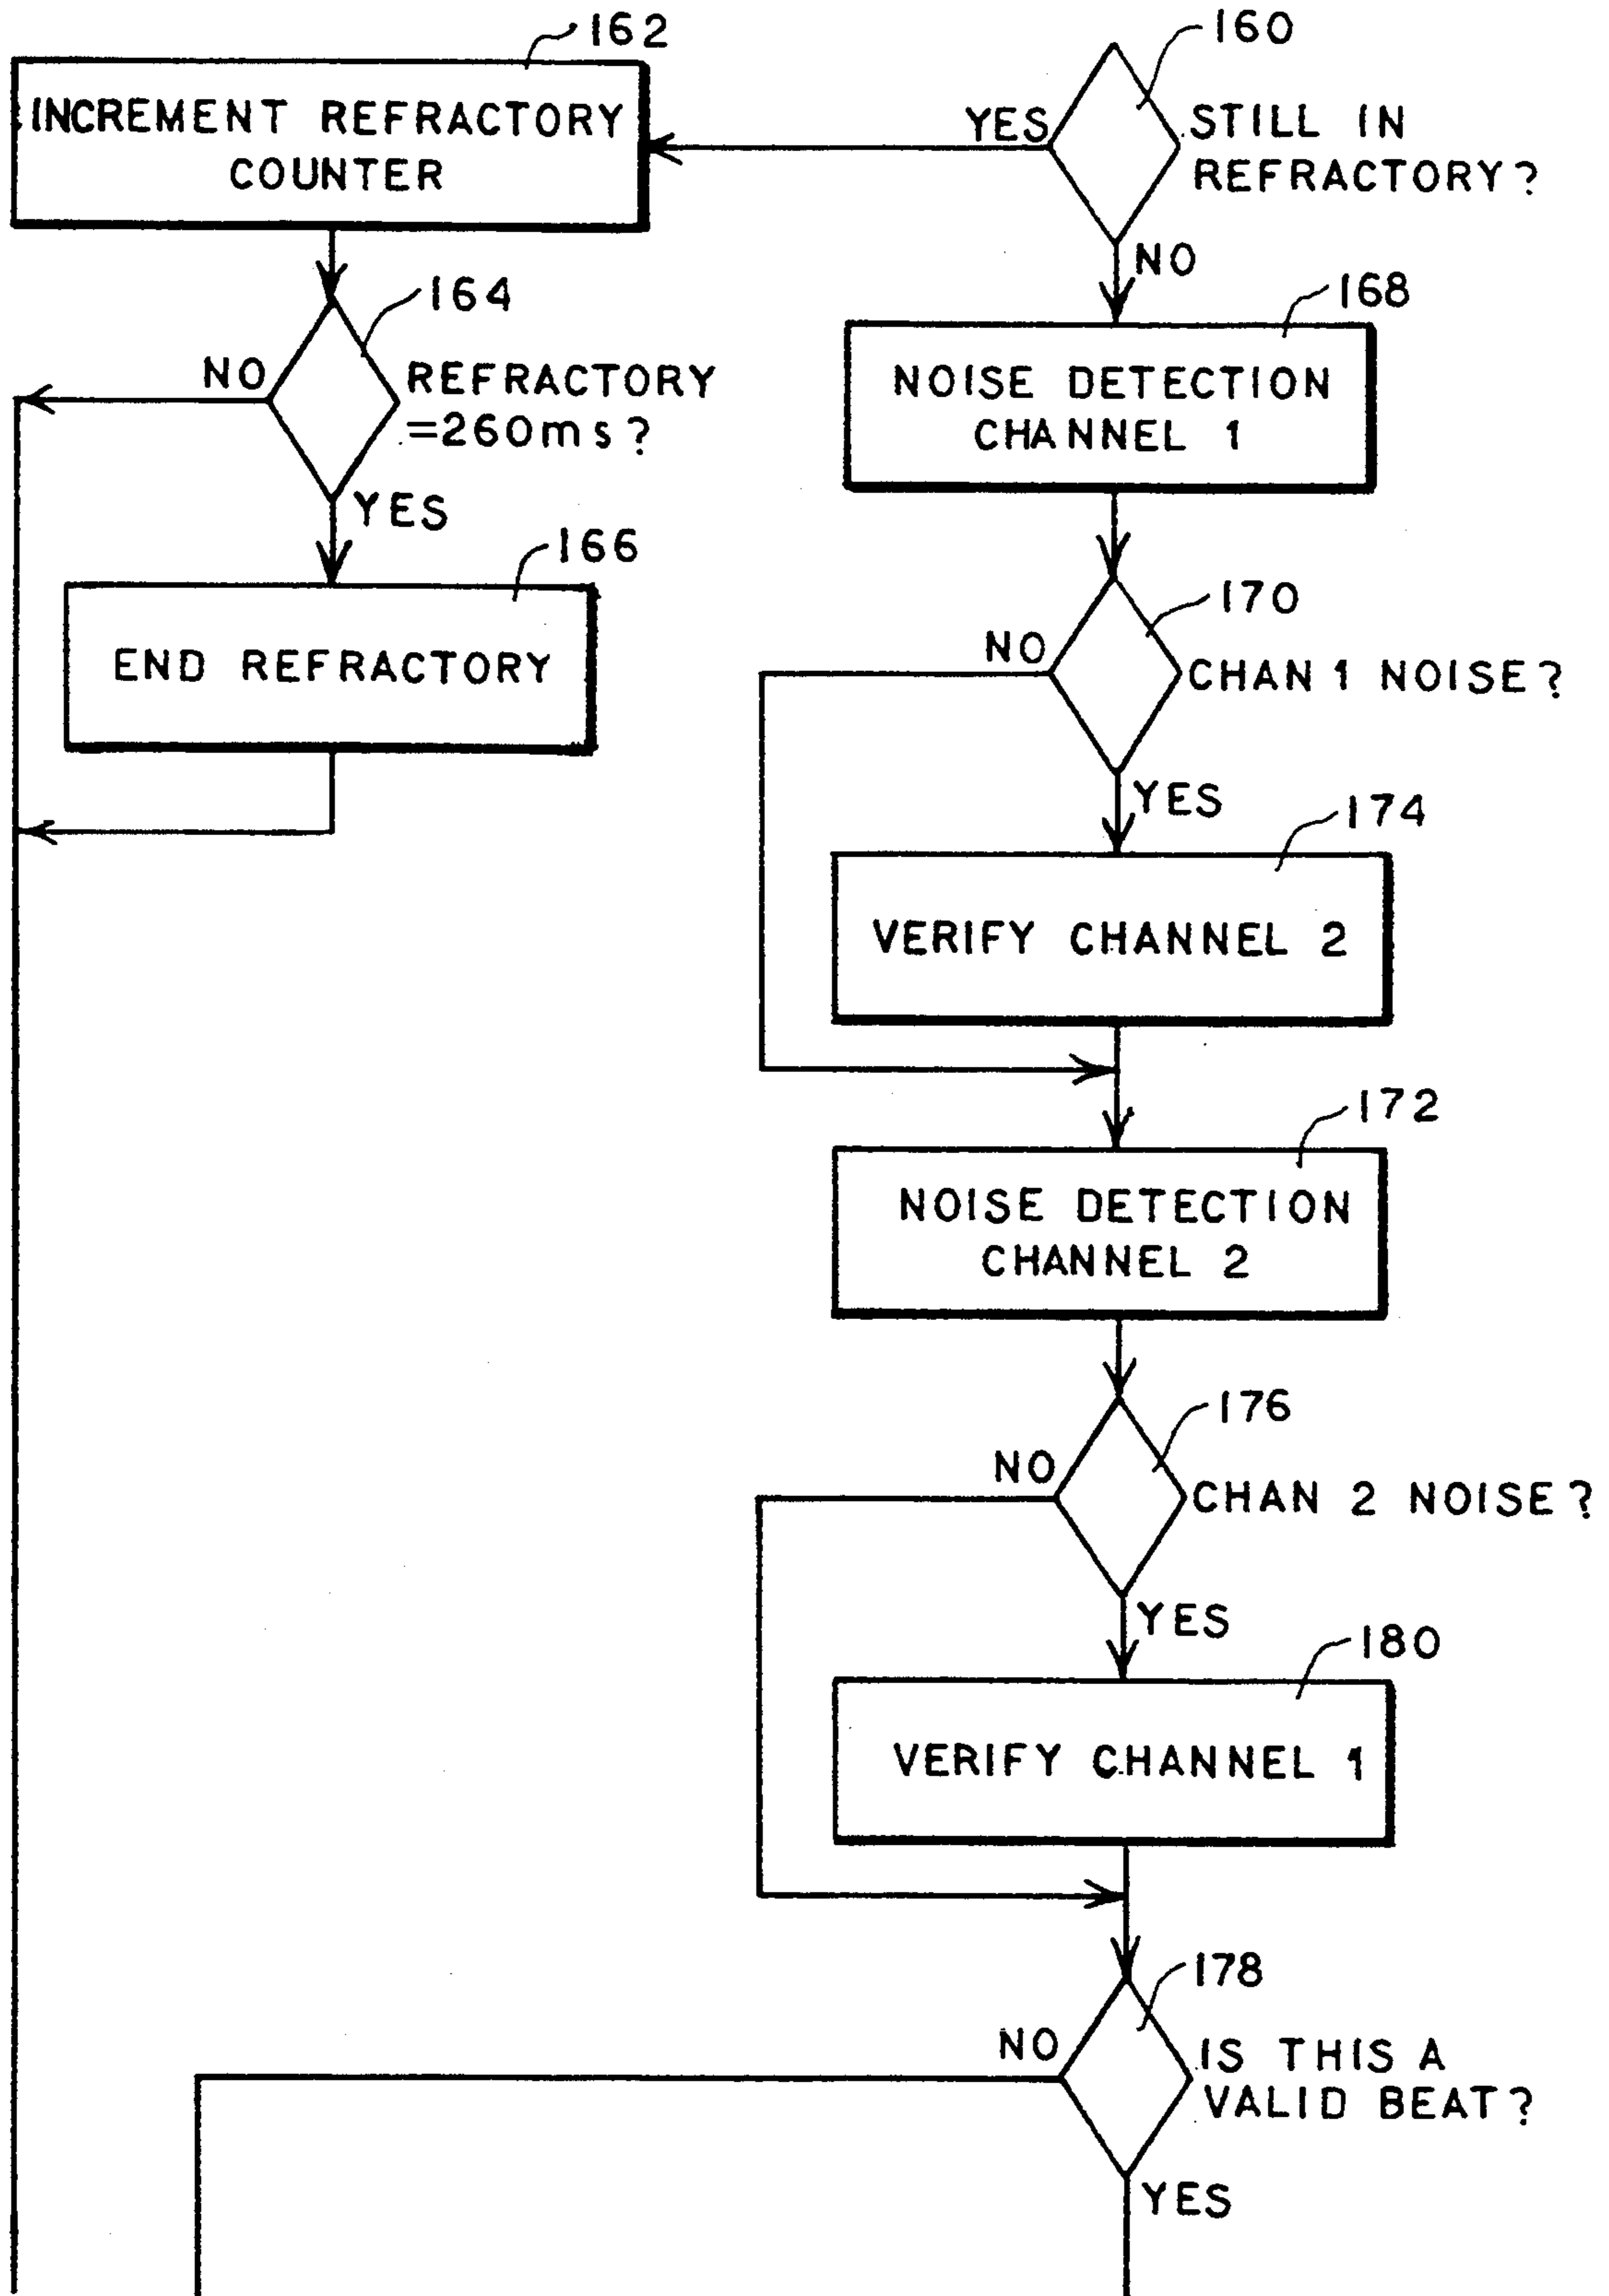 162
INCREMENT REFRACTORY
COUNTER
160
YES
STILL IN
REFRACTORY?
NO
164
NO
REFRACTORY
=260ms?
YES
166
END REFRACTORY
168
NOISE DETECTION
CHANNEL 1
170
NO
CHAN 1 NOISE?
YES
174
VERIFY CHANNEL 2
172
NOISE DETECTION
CHANNEL 2
176
NO
CHAN 2 NOISE?
YES
180
VERIFY CHANNEL 1
178
NO
IS THIS A
VALID BEAT?
YES